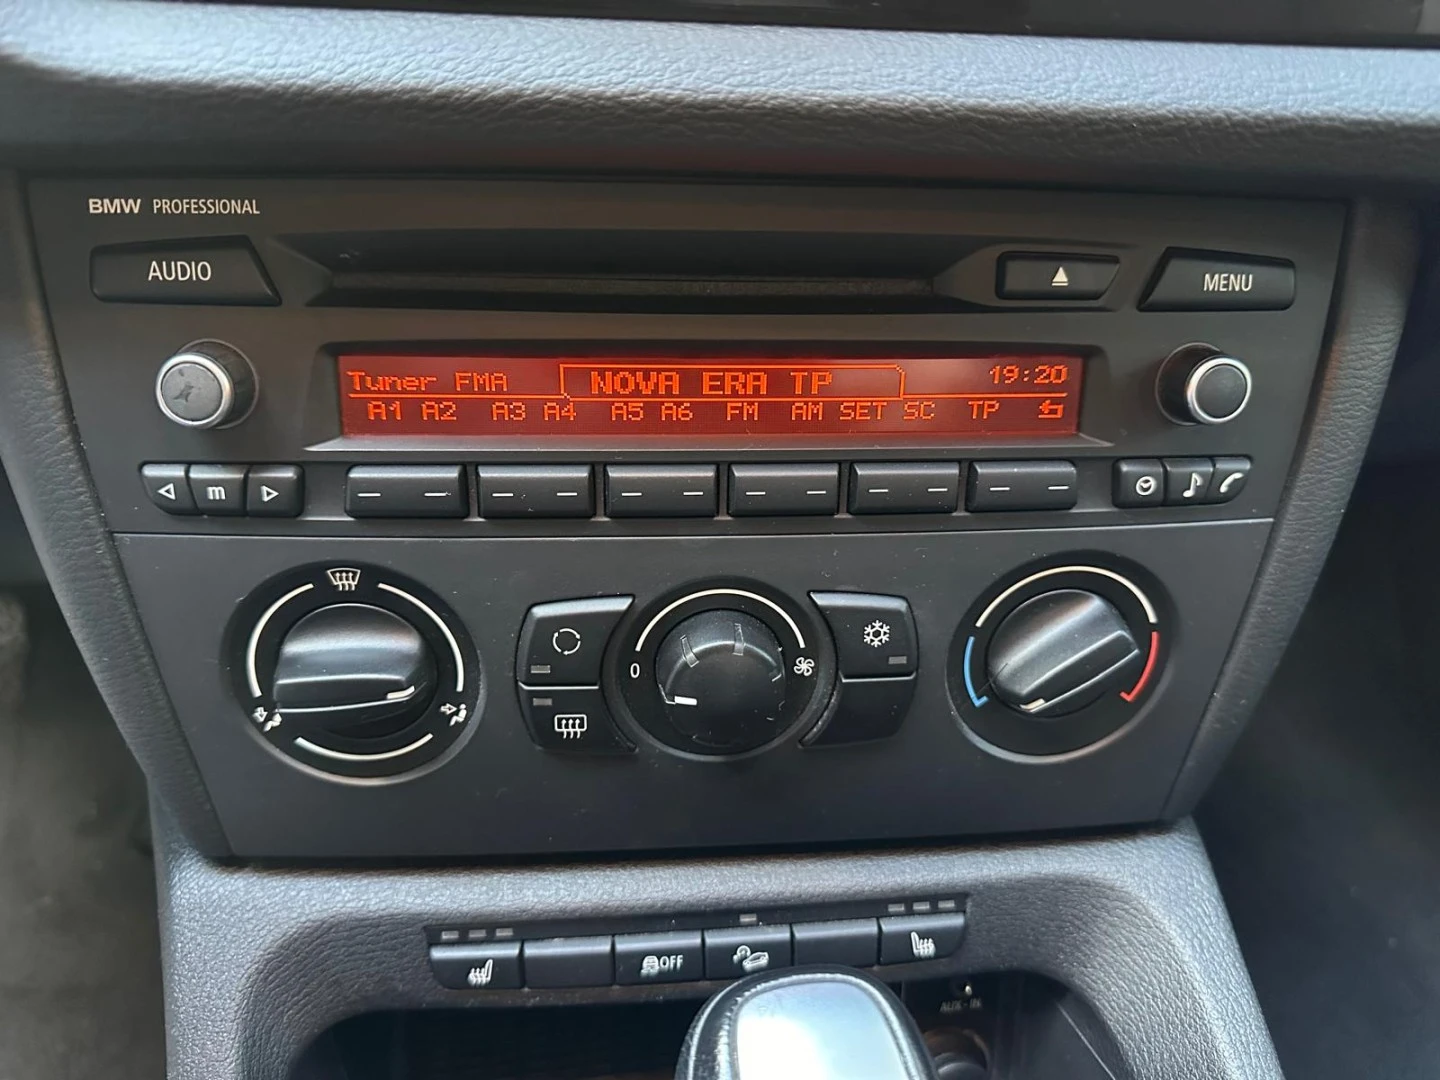 BMW PROFESSIONAL
AUDIO
MENU
Tuner FMA NOVA ERA TP 19:20
A1 A2 A3 A4 A5 A6 FM AM SET SC TP
m
0
OFF
AUX-IN